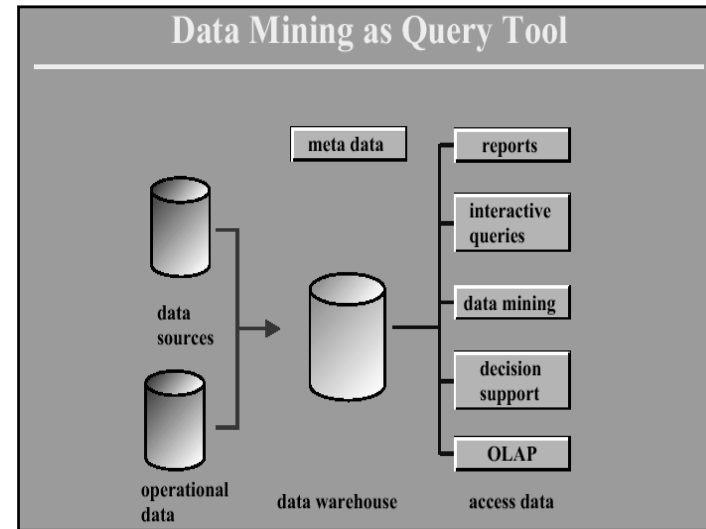 Data Mining as Query Tool
meta data
reports
interactive
queries
data mining
decision
support
OLAP
data
sources
operational
data
data warehouse
access data